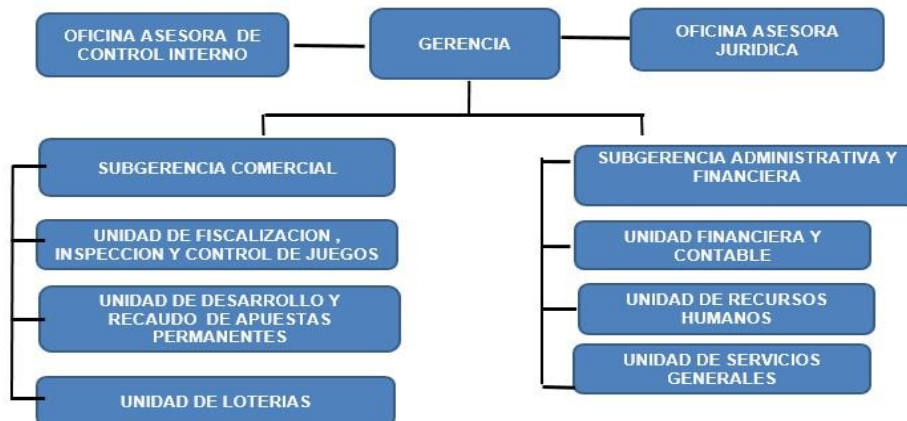 OFICINA ASESORA DE
CONTROL INTERNO
GERENCIA
OFICINA ASESORA
JURIDICA
SUBGERENCIA COMERCIAL
UNIDAD DE FISCALIZACION ,
INSPECCION Y CONTROL DE JUEGOS
UNIDAD DE DESARROLLO Y
RECAUDO DE APUESTAS
PERMANENTES
UNIDAD DE LOTERIAS
SUBGERENCIA ADMINISTRATIVA Y
FINANCIERA
UNIDAD FINANCIERA Y
CONTABLE
UNIDAD DE RECURSOS
HUMANOS
UNIDAD DE SERVICIOS
GENERALES